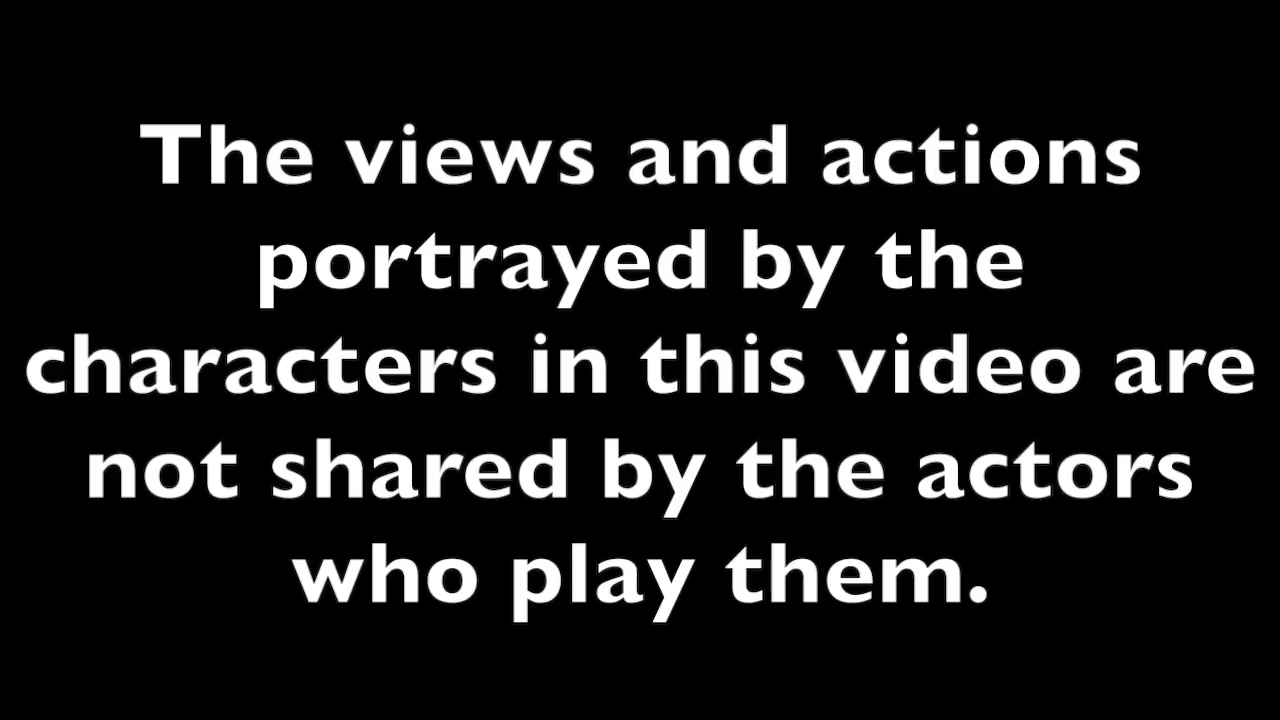 The views and actions
portrayed by the
characters in this video are
not shared by the actors
who play them.